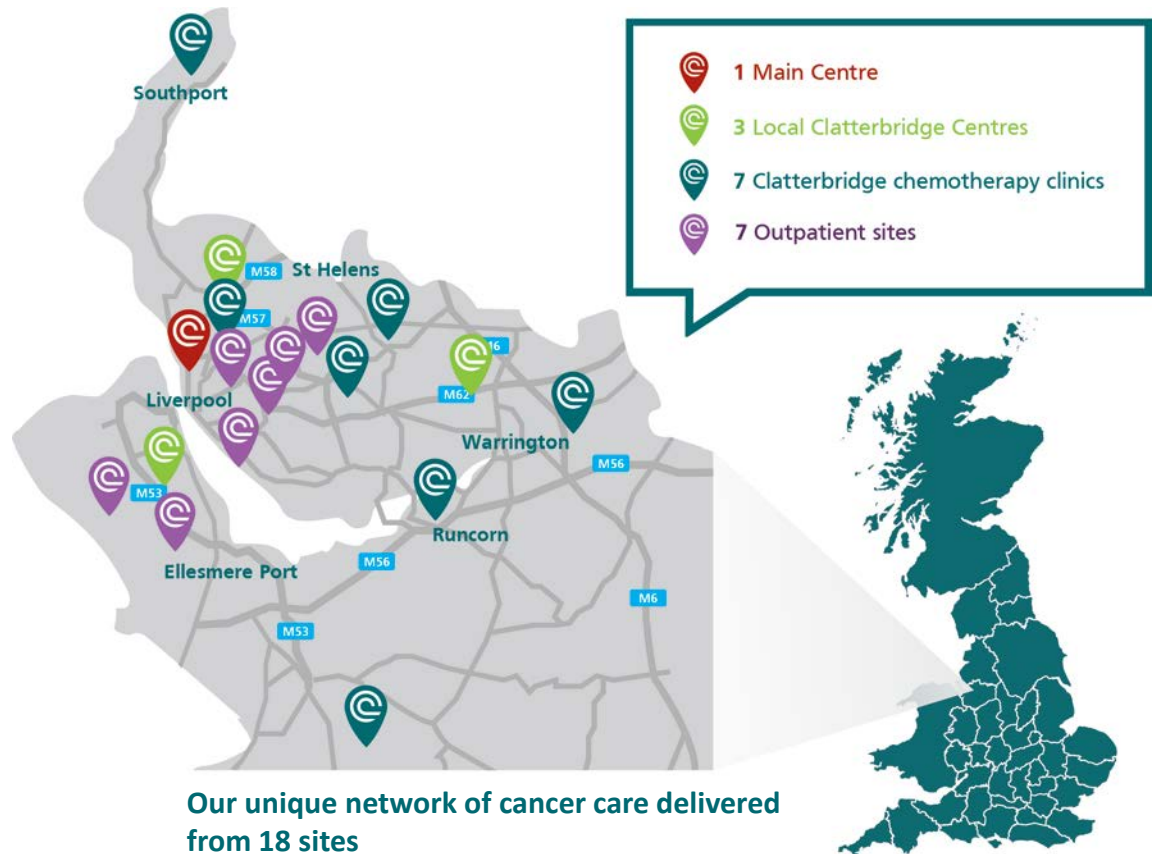 Southport
1 Main Centre
3 Local Clatterbridge Centres
7 Clatterbridge chemotherapy clinics
7 Outpatient sites
M58
St Helens
M57
M6
Liverpool
M62
Warrington
M53
M56
Runcorn
Ellesmere Port
M56
M6
M53
Our unique network of cancer care delivered
from 18 sites